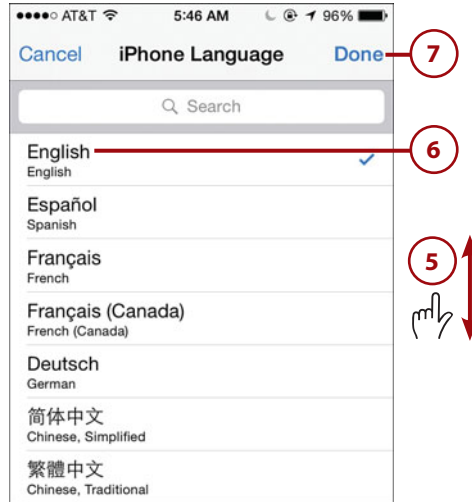 AT&T 5:46 AM 96%
Cancel iPhone Language Done 7
Search
English 6
English
Español
Spanish
Français 5
French
Français (Canada)
French (Canada)
Deutsch
German
简体中文
Chinese, Simplified
繁體中文
Chinese, Traditional